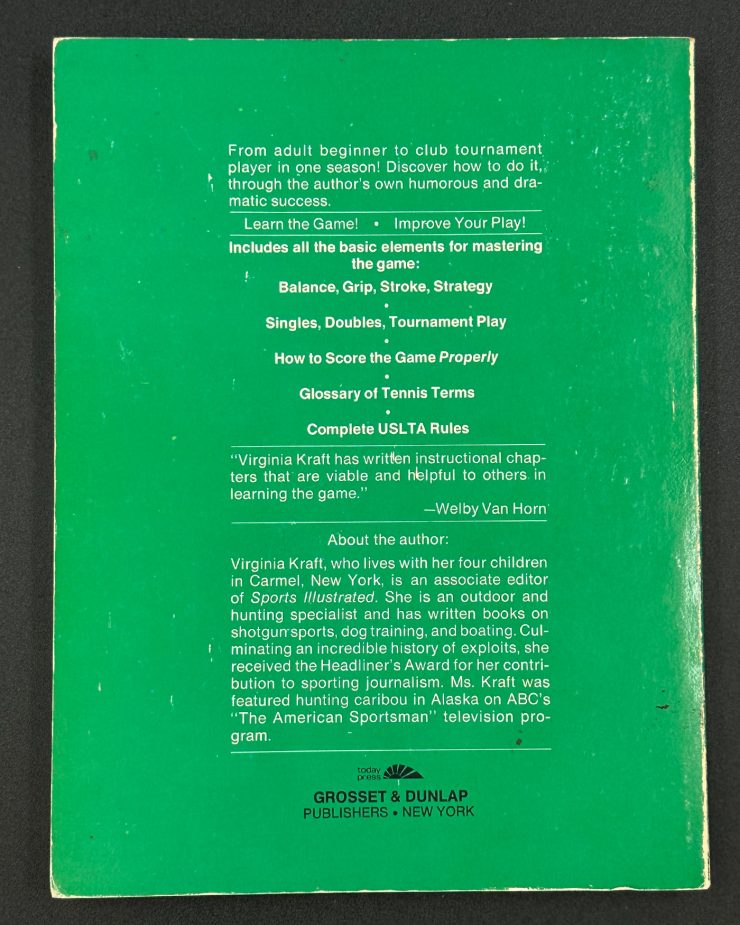 From adult beginner to club tournament
player in one season! Discover how to do it,
through the author's own humorous and dra-
matic success.
Learn the Game! • Improve Your Play!
Includes all the basic elements for mastering
the game:
Balance, Grip, Stroke, Strategy
•
Singles, Doubles, Tournament Play
•
How to Score the Game Properly
•
Glossary of Tennis Terms
•
Complete USLTA Rules
"Virginia Kraft has written instructional chap-
ters that are viable and helpful to others in
learning the game."
—Welby Van Horn
About the author:
Virginia Kraft, who lives with her four children
in Carmel, New York, is an associate editor
of Sports Illustrated. She is an outdoor and
hunting specialist and has written books on
shotgun sports, dog training, and boating. Cul-
minating an incredible history of exploits, she
received the Headliner's Award for her contri-
bution to sporting journalism. Ms. Kraft was
featured hunting caribou in Alaska on ABC's
"The American Sportsman" television pro-
gram.
today
press
GROSSET & DUNLAP
PUBLISHERS • NEW YORK